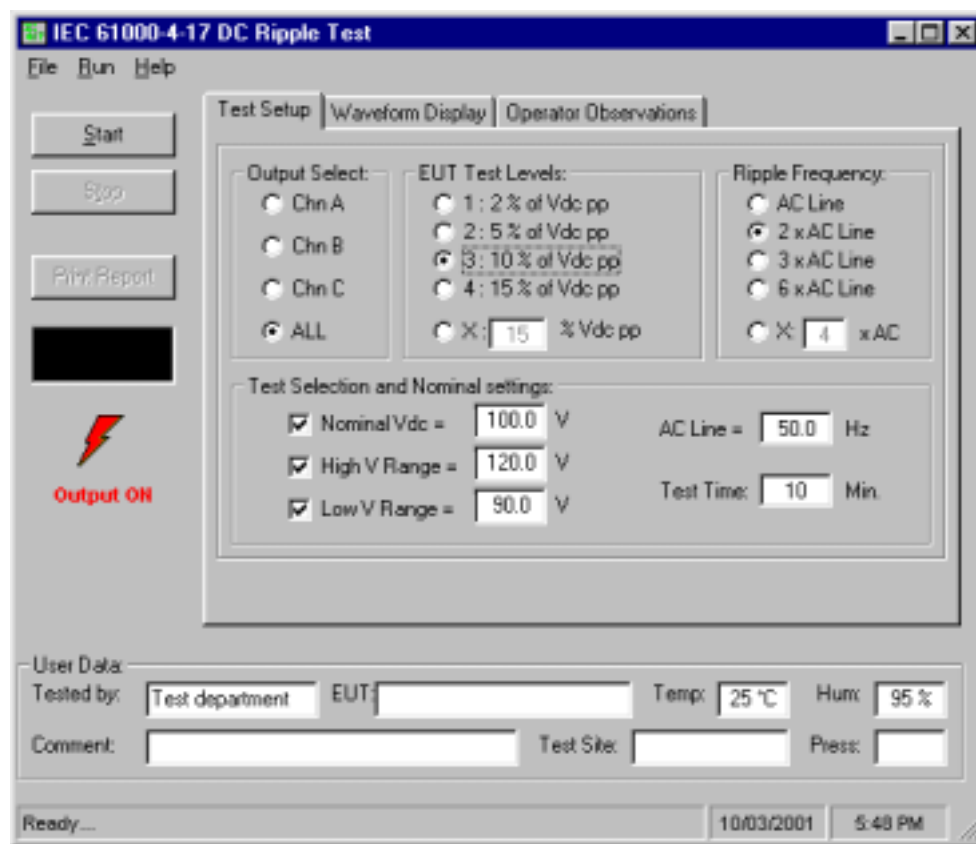 IEC 61000-4-17 DC Ripple Test
File Run Help
Start
Stop
Print Report
Output ON
Test Setup
Waveform Display
Operator Observations
Output Select:
Chn A
Chn B
Chn C
ALL
EUT Test Levels:
1 : 2 % of Vdc pp
2 : 5 % of Vdc pp
3 : 10 % of Vdc pp
4 : 15 % of Vdc pp
X : 15 % Vdc pp
Ripple Frequency:
AC Line
2 x AC Line
3 x AC Line
6 x AC Line
X: 4 x AC
Test Selection and Nominal settings:
Nominal Vdc = 100.0 V
High V Range = 120.0 V
Low V Range = 90.0 V
AC Line = 50.0 Hz
Test Time: 10 Min.
User Data:
Tested by: Test department EUT: Temp: 25 °C Hum: 95 %
Comment: Test Site: Press:
Ready.... 10/03/2001 5:48 PM